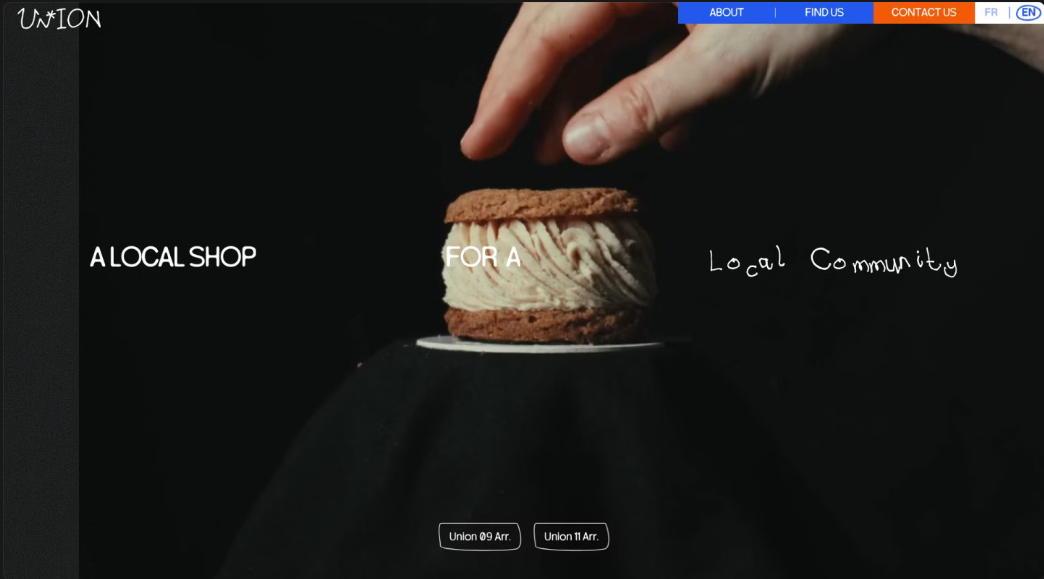 UN*ION
ABOUT | FIND US CONTACT US FR | EN
A LOCAL SHOP FOR A Local Community
Union 09 Arr. Union 11 Arr.